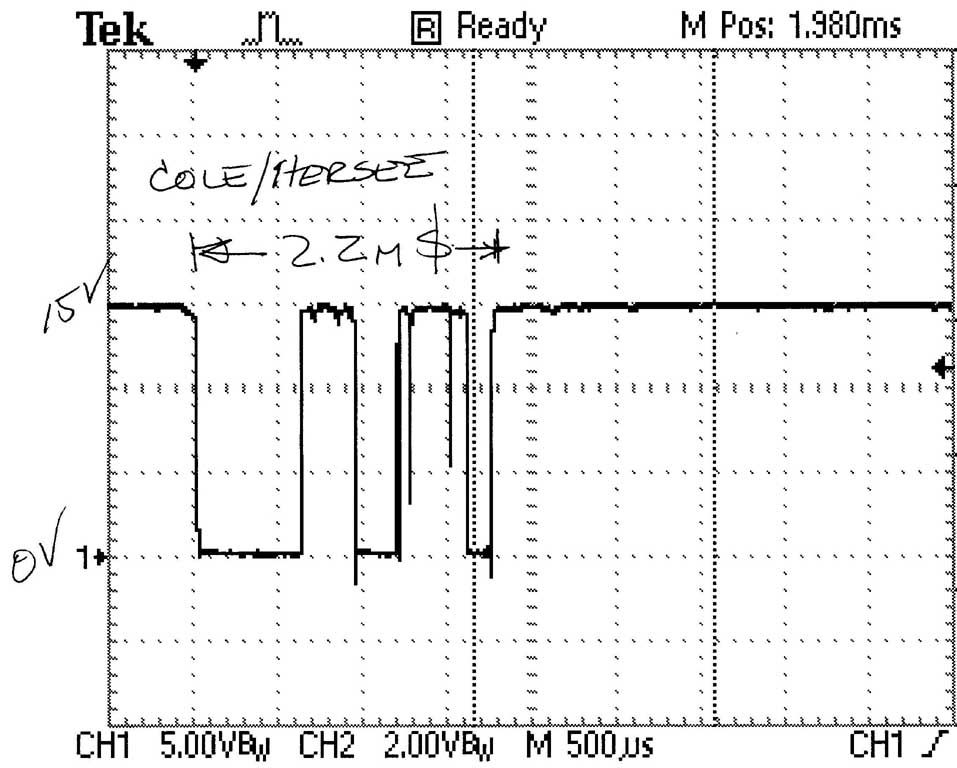 Tek R Ready M Pos: 1.980ms
COLE/HERSEE
2.2MS
15V
0V 1
CH1 5.00VBW CH2 2.00VBW M 500µs CH1